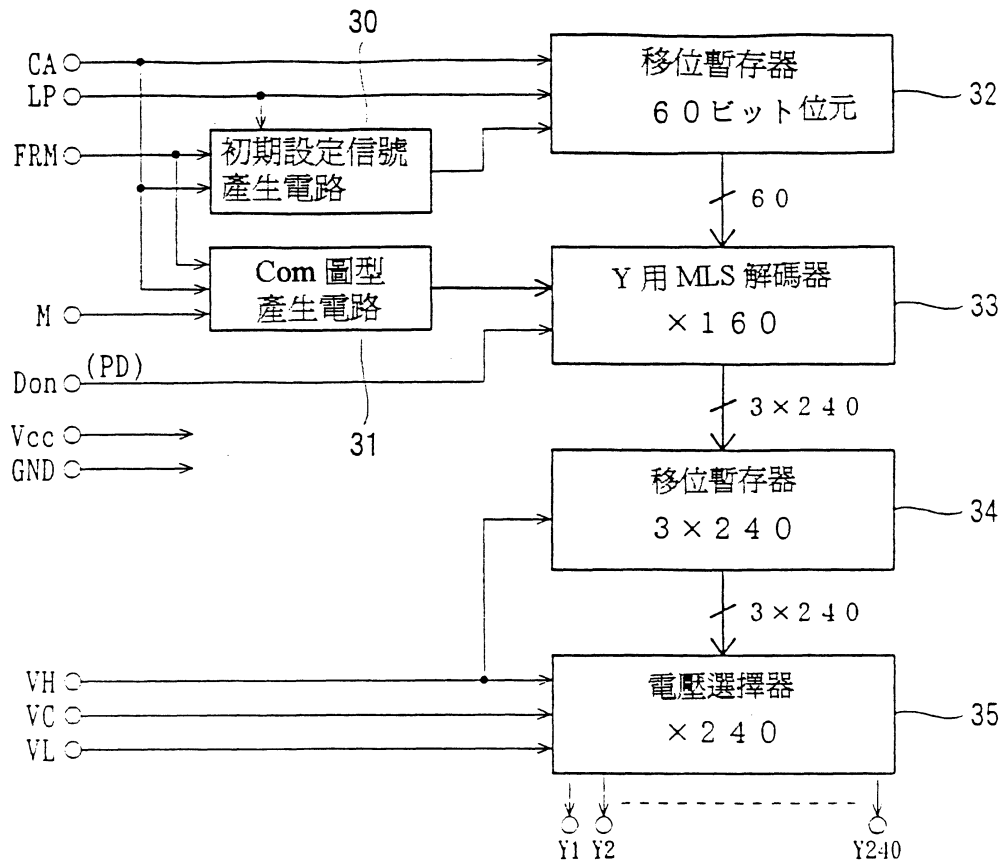 30
CA
LP
FRM
M
Don
(PD)
Vcc
GND
VH
VC
VL
初期設定信號
產生電路
Com 圖型
產生電路
31
移位暫存器
60ビット位元
32
60
Y 用 MLS 解碼器
×160
33
3×240
移位暫存器
3×240
34
3×240
電壓選擇器
×240
35
Y1
Y2
Y240